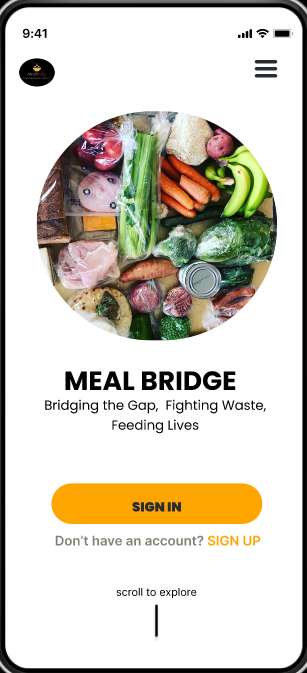 9:41
MEAL BRIDGE
Bridging the Gap,  Fighting Waste,
Feeding Lives
SIGN IN
Don't have an account? SIGN UP
scroll to explore